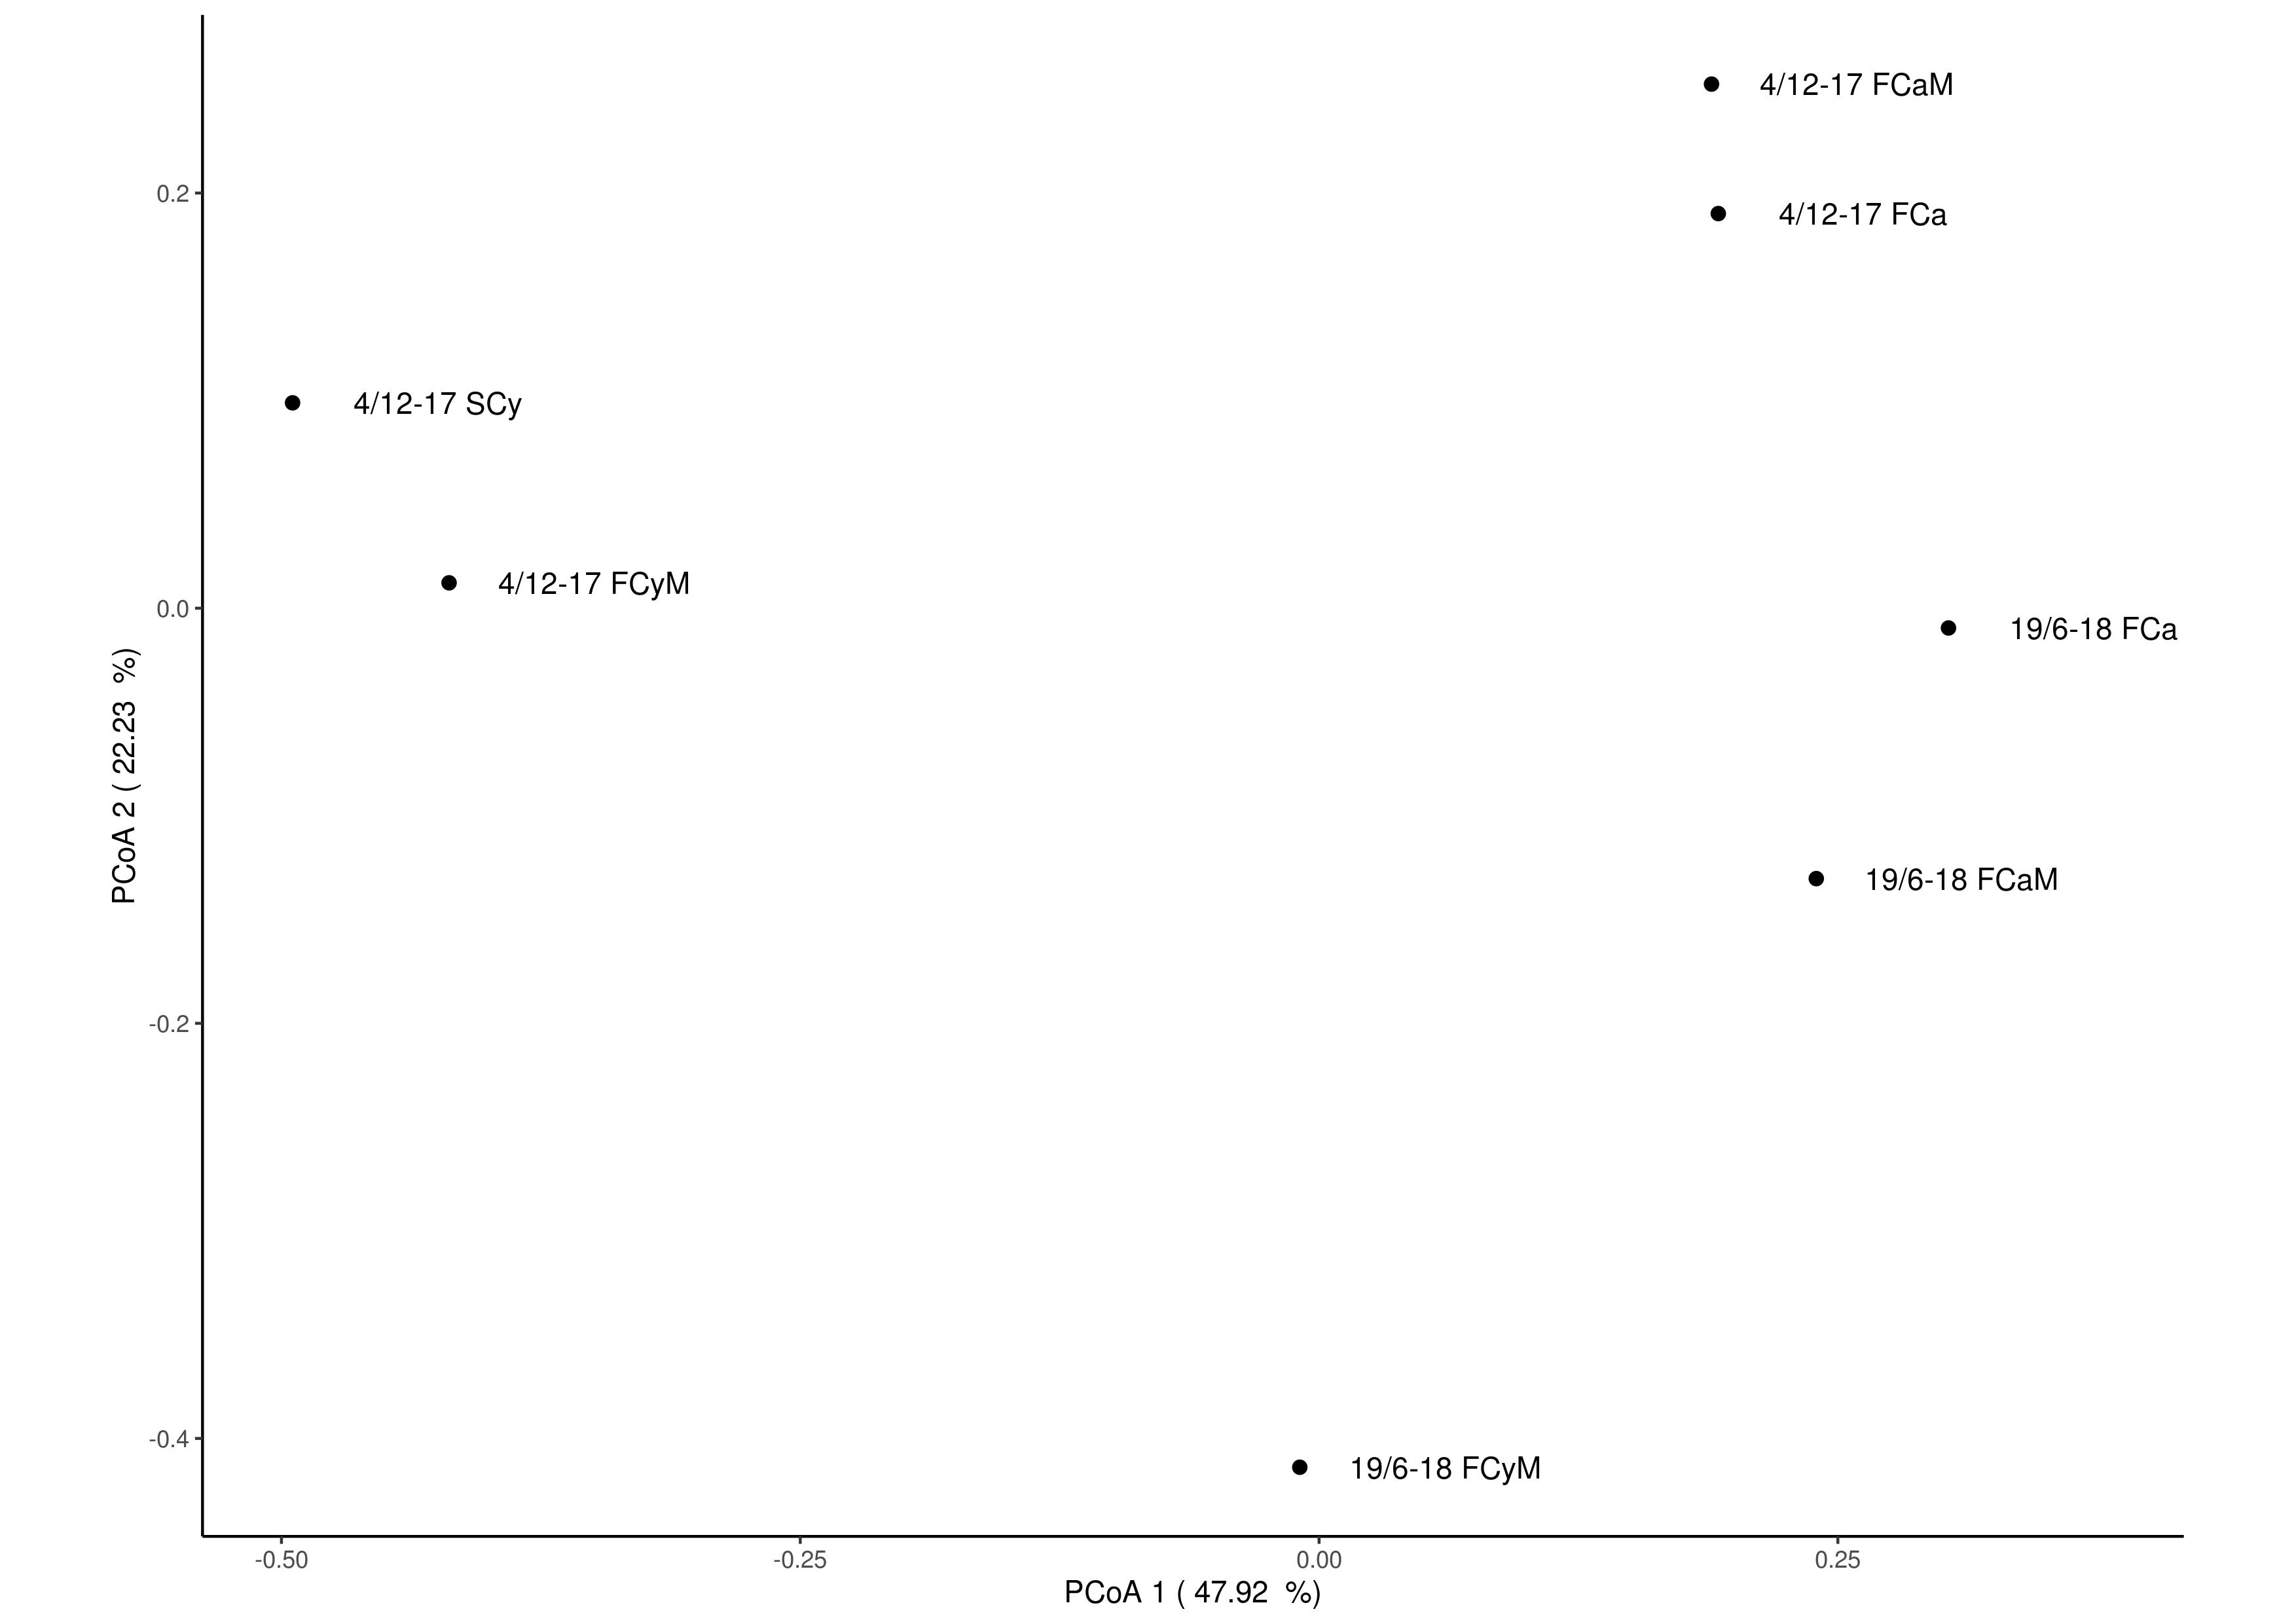 4/12-17 FCaM
0.2
4/12-17 FCa
4/12-17 SCy
4/12-17 FCyM
0.0
19/6-18 FCa
PCoA 2 ( 22.23  %)
19/6-18 FCaM
-0.2
-0.4
19/6-18 FCyM
-0.50 -0.25 0.00 0.25
PCoA 1 ( 47.92  %)